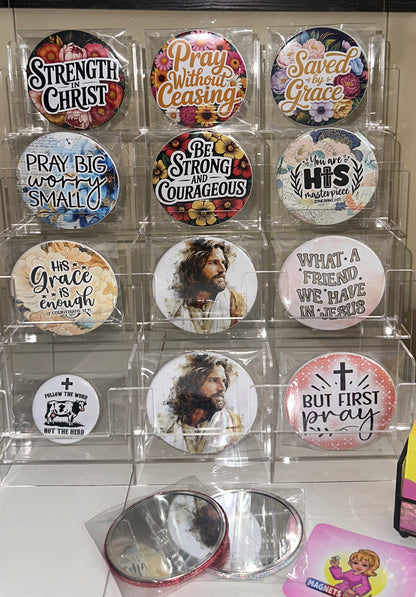 STRENGTH
IN
CHRIST
Pray
Without
Ceasing
Saved
by
Grace
PRAY BIG
worry
SMALL
BE
STRONG
AND
COURAGEOUS
You are
HIS
masterpiece
HIS
Grace
IS
enough
WHAT A
FRIEND
WE HAVE
IN JESUS
FOLLOW THE WORD
NOT THE HERD
BUT FIRST
pray
MAGNETS